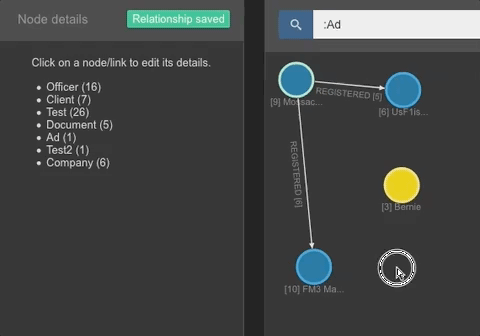 Node details
Relationship saved
Click on a node/link to edit its details.
Officer (16)
Client (7)
Test (26)
Document (5)
Ad (1)
Test2 (1)
Company (6)
:Ad
REGISTERED [5]
[9] Mossac...
[6] UsF1is...
REGISTERED [6]
[3] Bernie
[10] FM3 Ma...